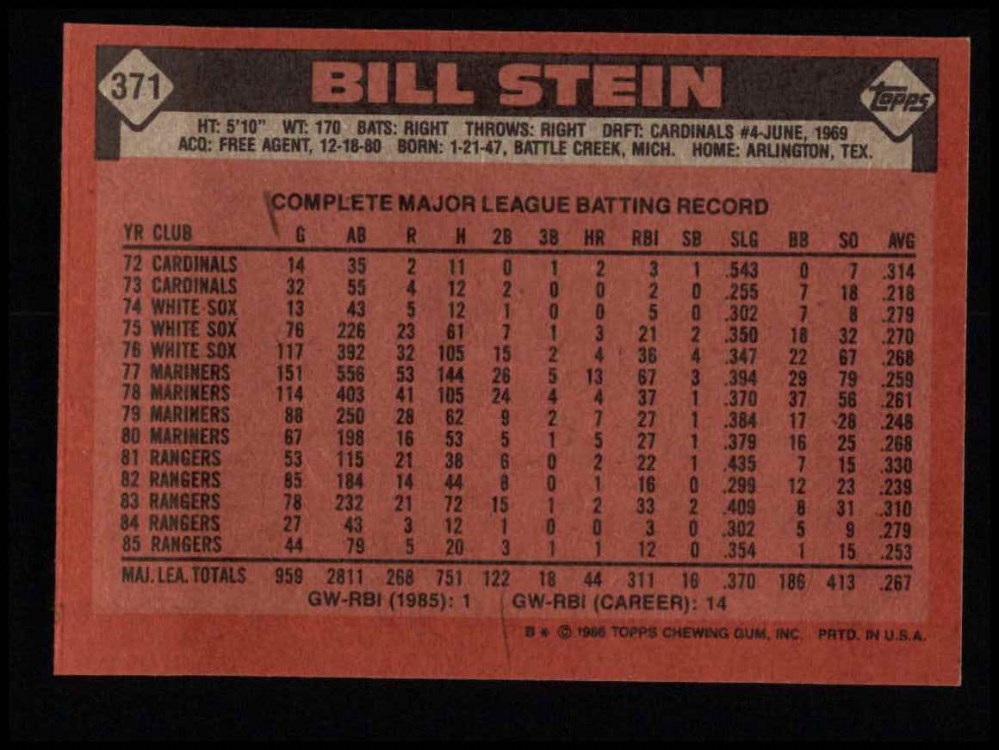 371 BILL STEIN Topps
HT: 5'10" WT: 170 BATS: RIGHT THROWS: RIGHT DRFT: CARDINALS #4-JUNE, 1969
ACQ: FREE AGENT, 12-18-80 BORN: 1-21-47, BATTLE CREEK, MICH. HOME: ARLINGTON, TEX.
COMPLETE MAJOR LEAGUE BATTING RECORD
YR CLUB G AB R H 2B 3B HR RBI SB SLG BB SO AVG
72 CARDINALS 14 35 2 11 0 1 2 3 1 .543 0 7 .314
73 CARDINALS 32 55 4 12 2 0 0 2 0 .255 7 18 .218
74 WHITE SOX 13 43 5 12 1 0 0 5 0 .302 7 8 .279
75 WHITE SOX 76 226 23 61 7 1 3 21 2 .350 18 32 .270
76 WHITE SOX 117 392 32 105 15 2 4 36 4 .347 22 67 .268
77 MARINERS 151 556 53 144 26 5 13 67 3 .394 29 79 .259
78 MARINERS 114 403 41 105 24 4 4 37 1 .370 37 56 .261
79 MARINERS 88 250 28 62 9 2 7 27 1 .384 17 28 .248
80 MARINERS 67 198 16 53 5 1 5 27 1 .379 16 25 .268
81 RANGERS 53 115 21 38 6 0 2 22 1 .435 7 15 .330
82 RANGERS 85 184 14 44 8 0 1 16 0 .299 12 23 .239
83 RANGERS 78 232 21 72 15 1 2 33 2 .409 8 31 .310
84 RANGERS 27 43 3 12 1 0 0 3 0 .302 5 9 .279
85 RANGERS 44 79 5 20 3 1 1 12 0 .354 1 15 .253
MAJ. LEA. TOTALS 959 2811 268 751 122 18 44 311 16 .370 186 413 .267
GW-RBI (1985): 1 GW-RBI (CAREER): 14
B * © 1986 TOPPS CHEWING GUM, INC. PRTD. IN U.S.A.